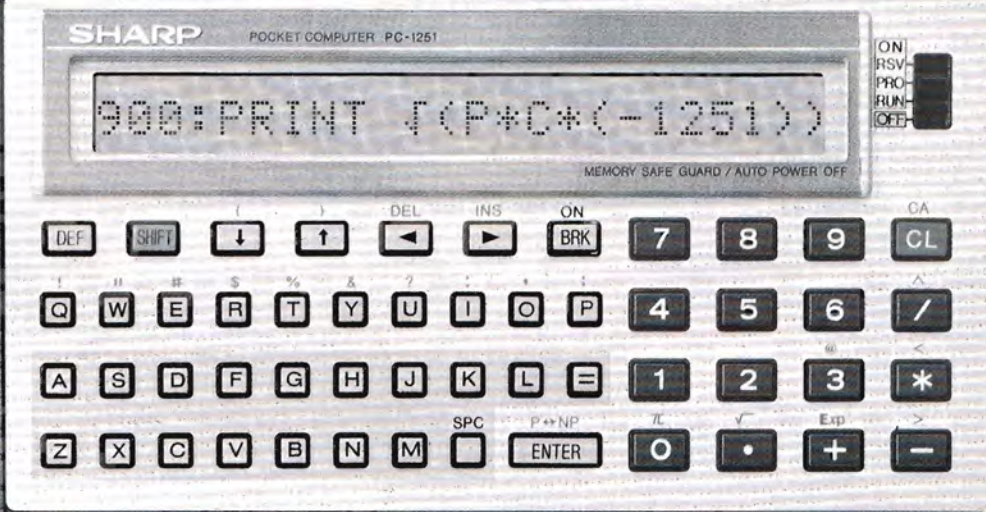 SHARP POCKET COMPUTER PC-1251
ON
RSV
PRO
RUN
OFF
900:PRINT √(P*C*(-1251))
MEMORY SAFE GUARD / AUTO POWER OFF
( ) DEL INS ON CA
DEF SHIFT ↓ ↑ ◄ ► BRK 7 8 9 CL
! " # $ % & ? : , ; ^
Q W E R T Y U I O P 4 5 6 /
@ <
A S D F G H J K L = 1 2 3 *
SPC P↔NP π √ Exp >
Z X C V B N M ENTER 0 • + −